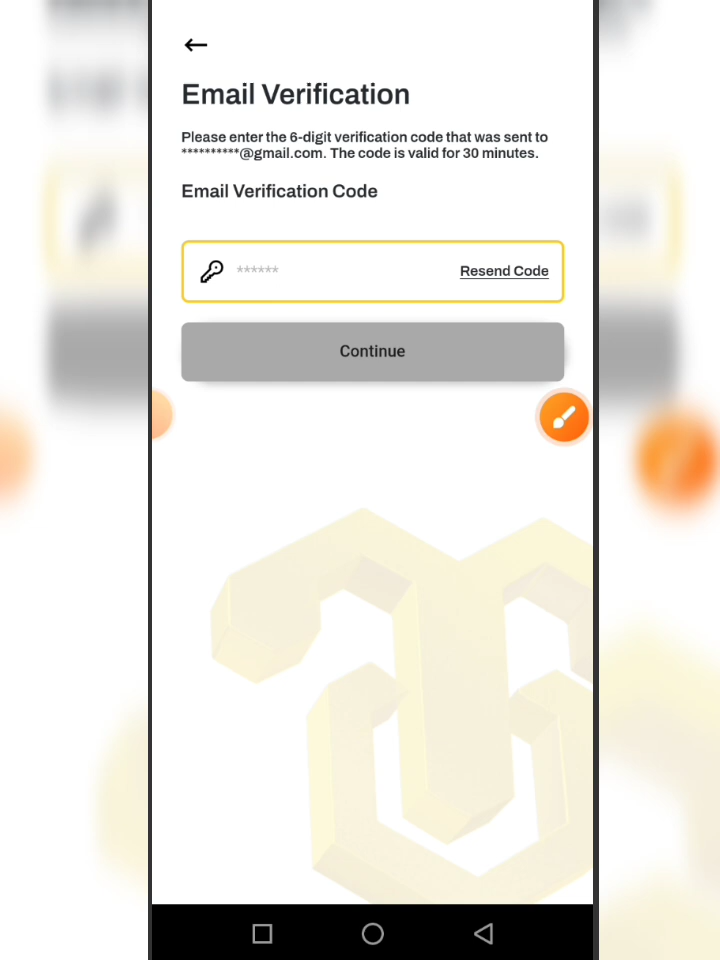 Email Verification
Please enter the 6-digit verification code that was sent to
**********@gmail.com. The code is valid for 30 minutes.
Email Verification Code
****** Resend Code
Continue